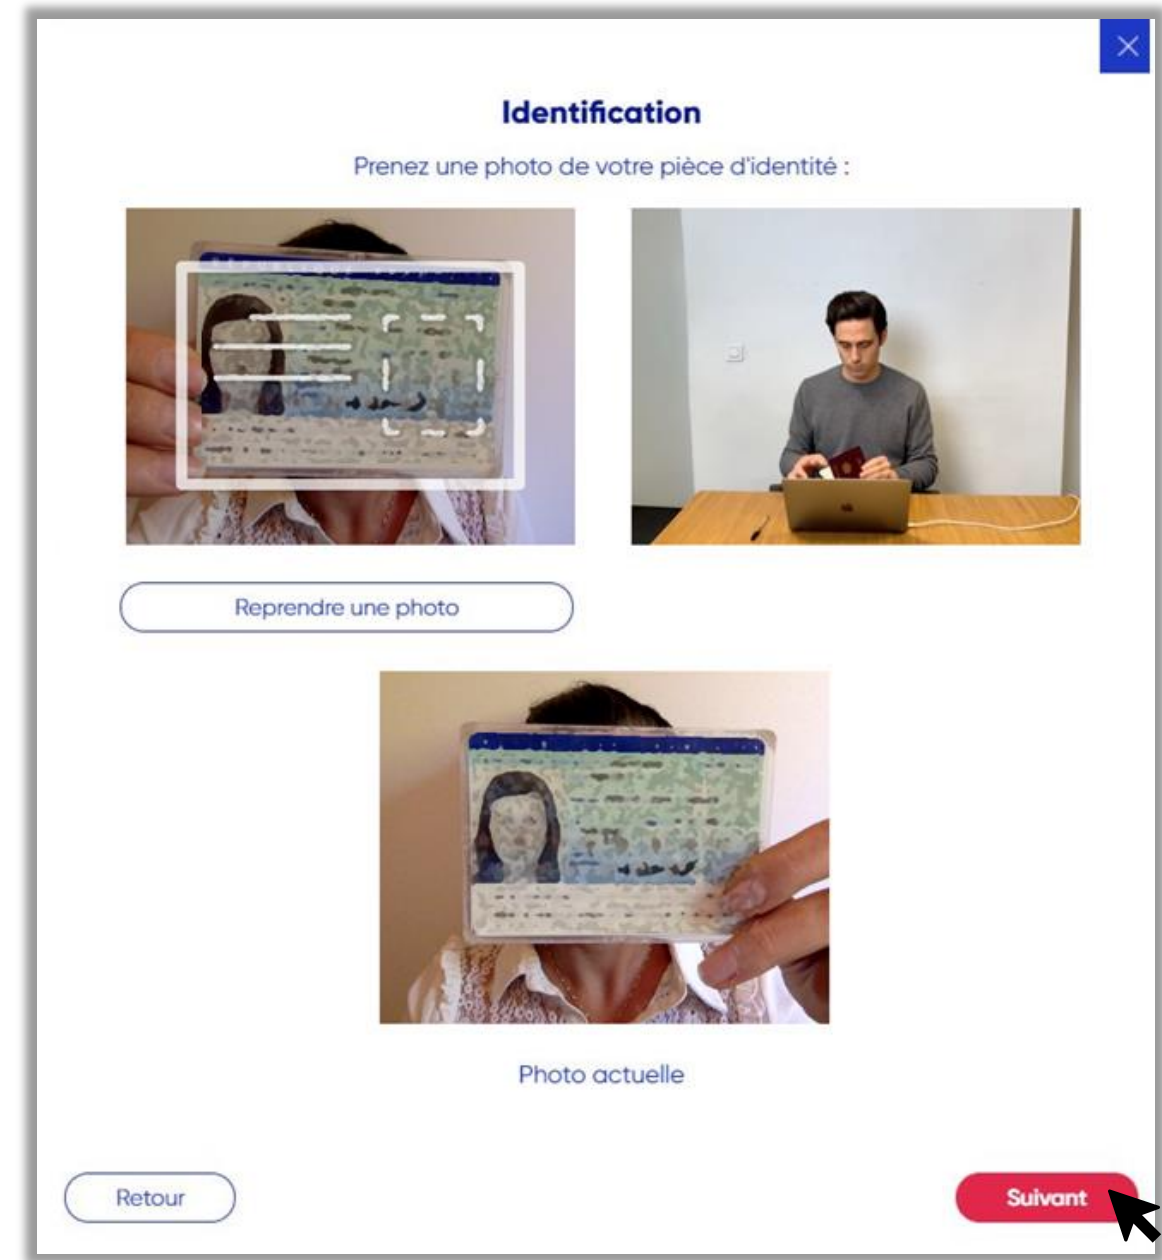 Identification
Prenez une photo de votre pièce d'identité :
Reprendre une photo
Photo actuelle
Retour
Suivant